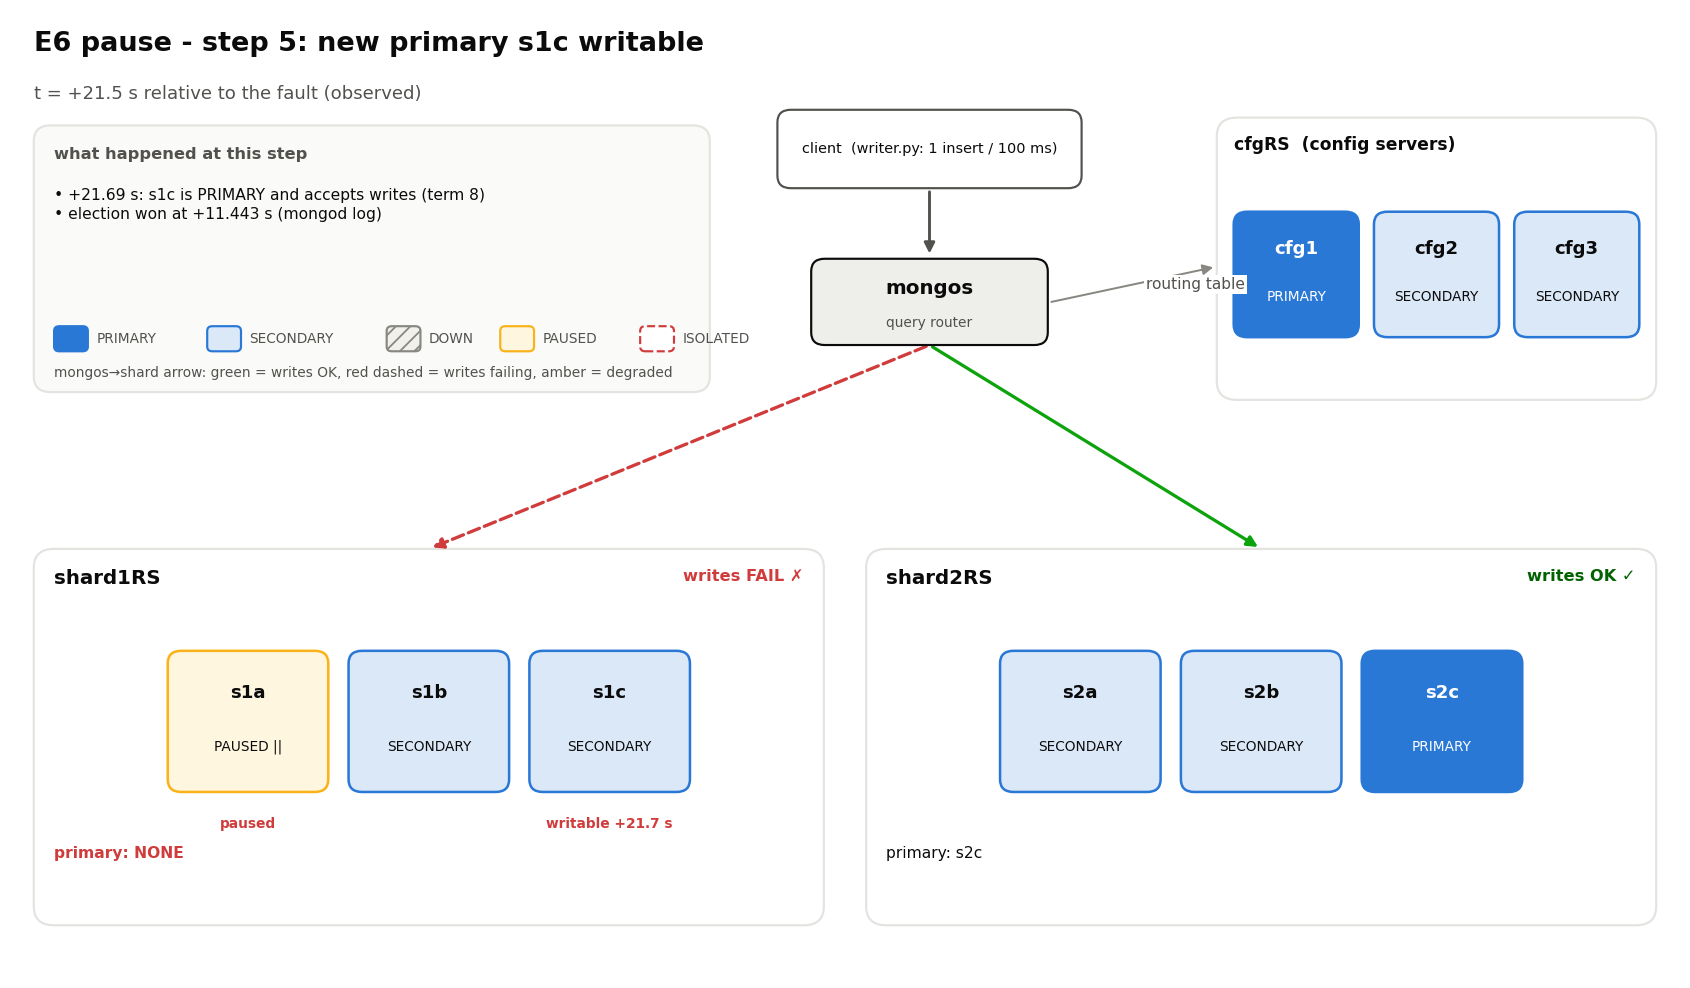 E6 pause - step 5: new primary s1c writable
t = +21.5 s relative to the fault (observed)
what happened at this step
• +21.69 s: s1c is PRIMARY and accepts writes (term 8)
• election won at +11.443 s (mongod log)
PRIMARY
SECONDARY
DOWN
PAUSED
ISOLATED
mongos→shard arrow: green = writes OK, red dashed = writes failing, amber = degraded
client  (writer.py: 1 insert / 100 ms)
mongos
query router
routing table
cfgRS  (config servers)
cfg1
PRIMARY
cfg2
SECONDARY
cfg3
SECONDARY
shard1RS
writes FAIL ✗
s1a
PAUSED ||
paused
s1b
SECONDARY
s1c
SECONDARY
writable +21.7 s
primary: NONE
shard2RS
writes OK ✓
s2a
SECONDARY
s2b
SECONDARY
s2c
PRIMARY
primary: s2c